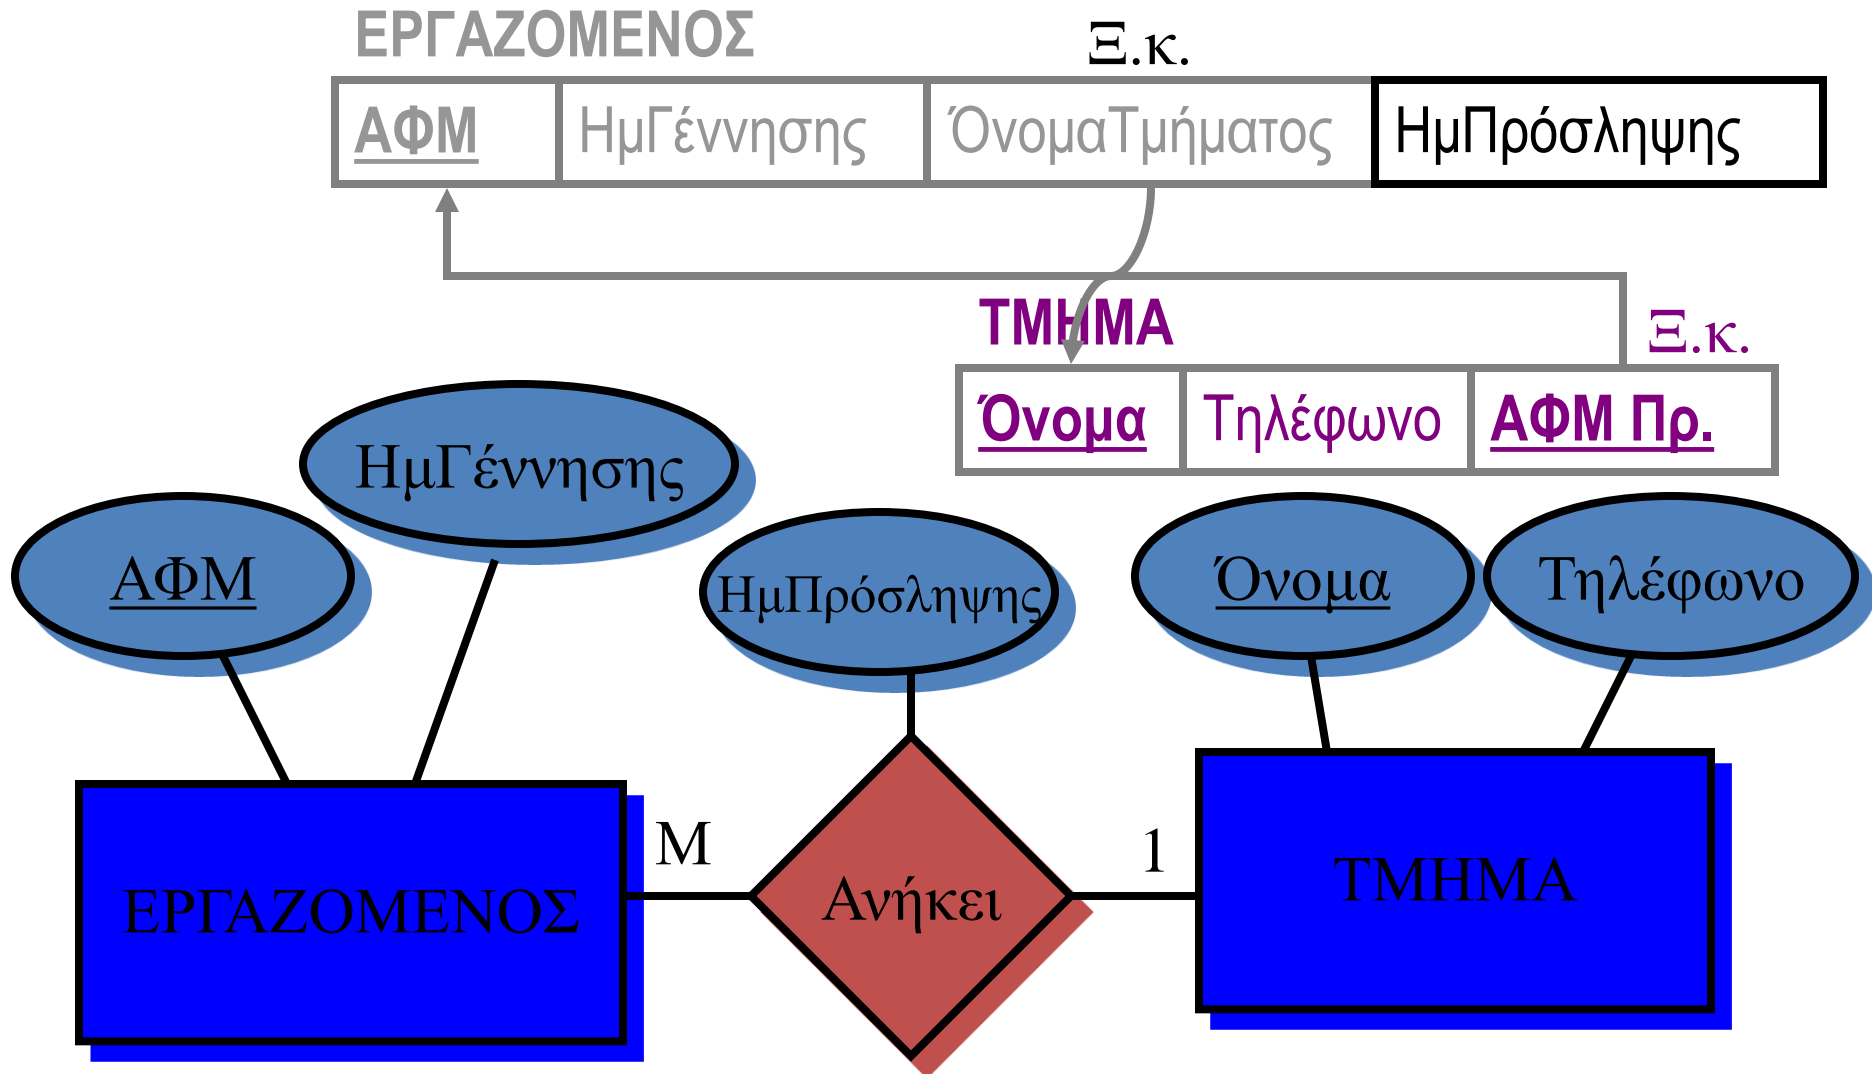 ΕΡΓΑΖΟΜΕΝΟΣ
Ξ.κ.
ΑΦΜ ΗμΓέννησης ΌνομαΤμήματος ΗμΠρόσληψης
ΤΜΗΜΑ
Ξ.κ.
Όνομα Τηλέφωνο ΑΦΜ Πρ.
ΗμΓέννησης
ΑΦΜ
ΗμΠρόσληψης
Όνομα
Τηλέφωνο
ΕΡΓΑΖΟΜΕΝΟΣ
Μ
Ανήκει
1
ΤΜΗΜΑ